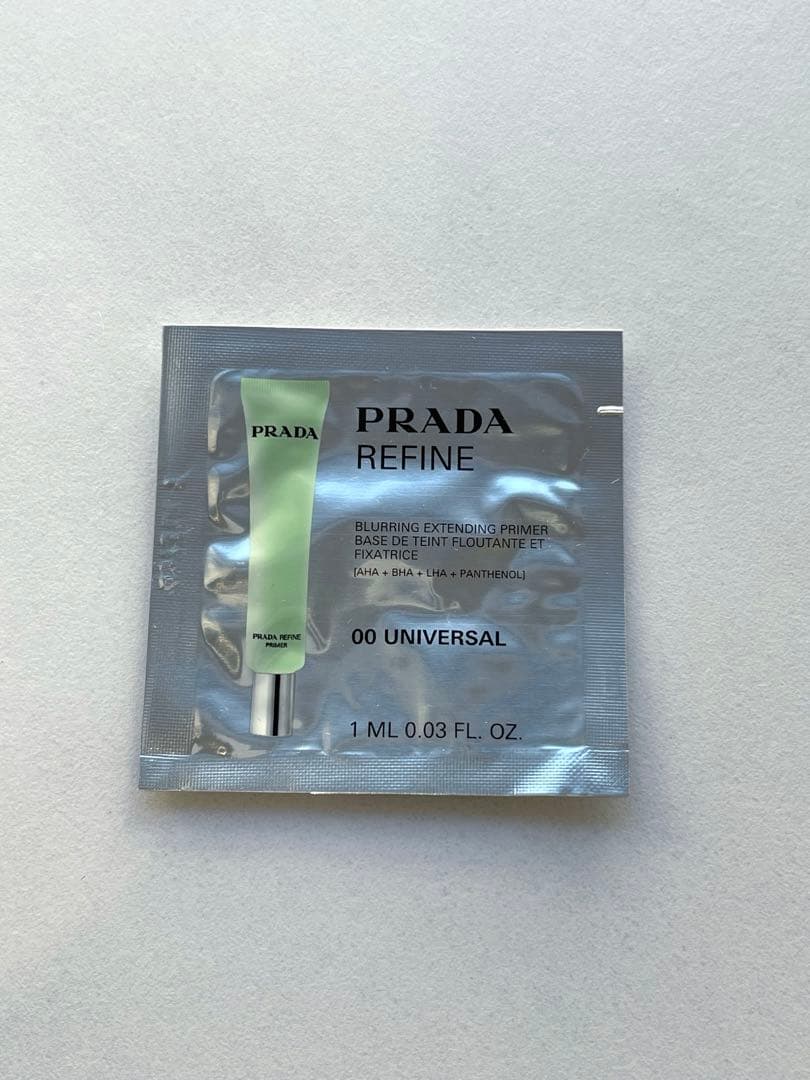 PRADA
PRADA REFINE
PRIMER
PRADA
REFINE
BLURRING EXTENDING PRIMER
BASE DE TEINT FLOUTANTE ET
FIXATRICE
[AHA + BHA + LHA + PANTHENOL]
00 UNIVERSAL
1 ML 0.03 FL. OZ.